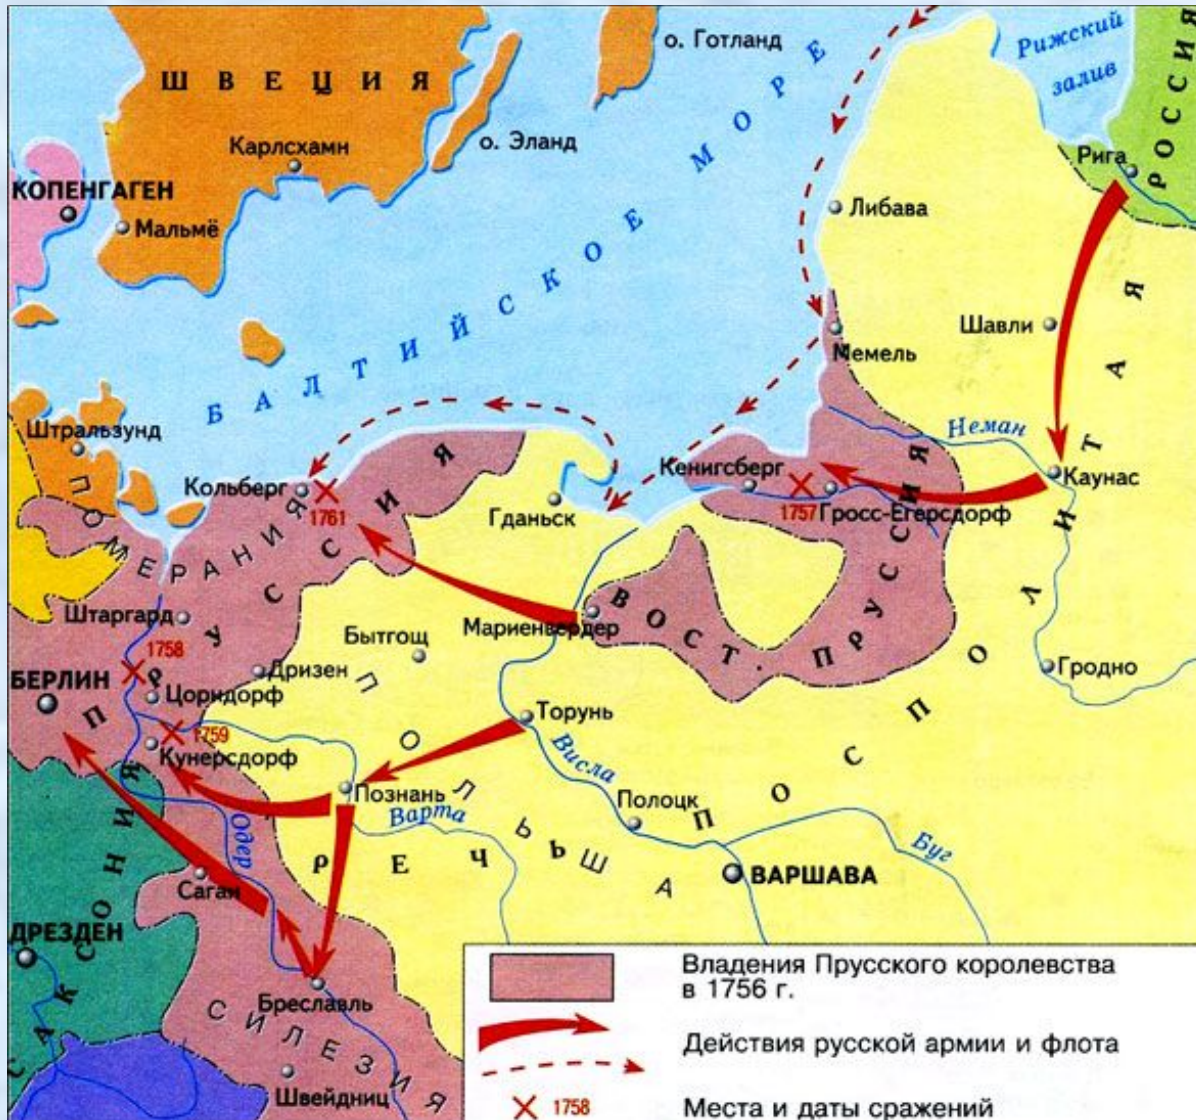 о. Готланд
Рижский
залив
РОССИЯ
ШВЕЦИЯ
о. Эланд
Карлсхамн
КОПЕНГАГЕН
Мальмё
БАЛТИЙСКОЕ МОРЕ
Рига
Либава
Шавли
Мемель
Неман
Каунас
Штральзунд
Кольберг
1761
Гданьск
Кенигсберг
1757
Гросс-Егерсдорф
ПОМЕРАНИЯ
ПРУССИЯ
Штаргард
Мариенвердер
ВОСТ. ПРУССИЯ
Бытгощ
Гродно
1758
БЕРЛИН
Цорндорф
Дризен
Торунь
1759
Кунерсдорф
Висла
Познань
Варта
Полоцк
Буг
ПОЛЬША
РЕЧЬ ПОСПОЛИТАЯ
ВАРШАВА
Одер
Саган
ДРЕЗДЕН
САКСОНИЯ
Бреславль
СИЛЕЗИЯ
Швейдниц
Владения Прусского королевства
в 1756 г.
Действия русской армии и флота
1758
Места и даты сражений